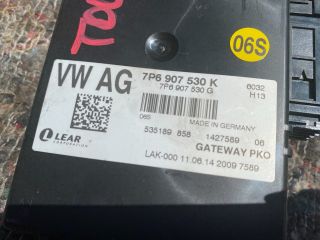 TOU
06S
VW AG
7P6 907 530 K
7P6 907 530 G
6032
H13
06S
MADE IN GERMANY
535189 858
1427589 06
LEAR
CORPORATION
GATEWAY PKO
LAK-000 11.06.14 2009 7589